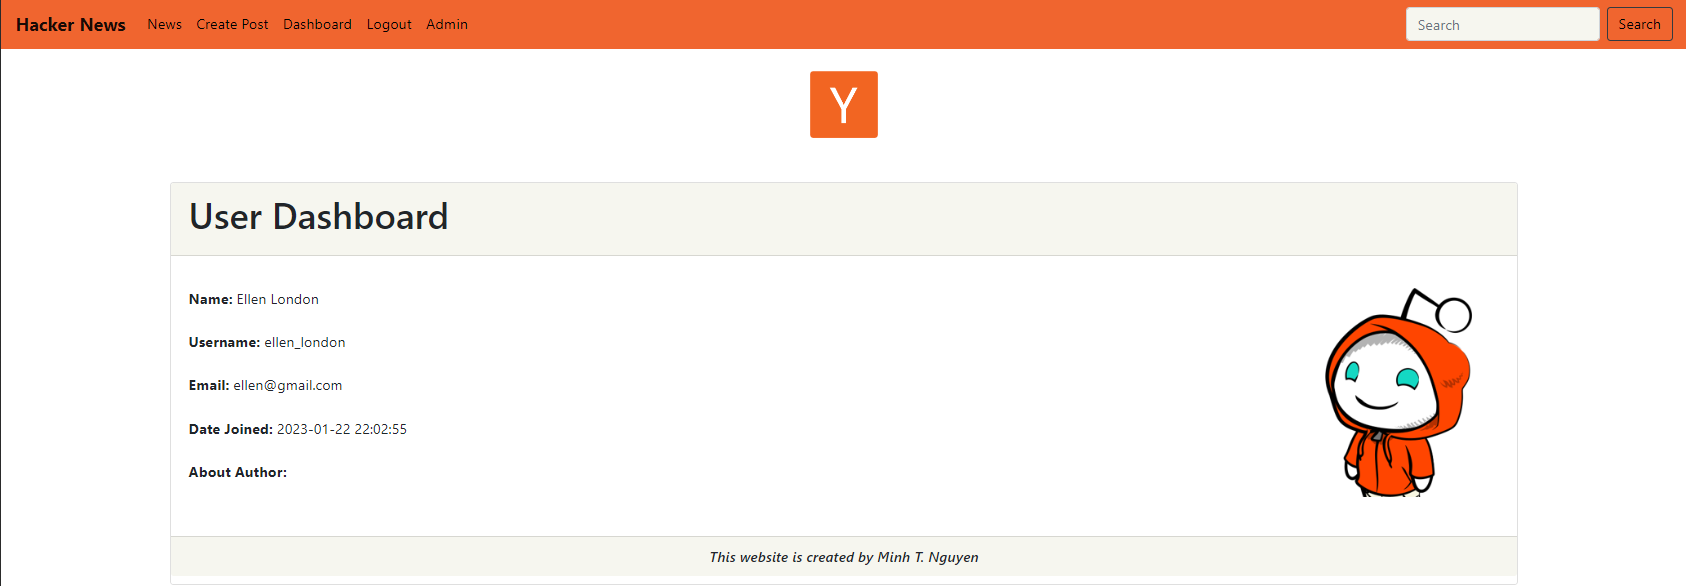 Hacker News News Create Post Dashboard Logout Admin Search Search
Y
User Dashboard
Name: Ellen London
Username: ellen_london
Email: ellen@gmail.com
Date Joined: 2023-01-22 22:02:55
About Author:
This website is created by Minh T. Nguyen